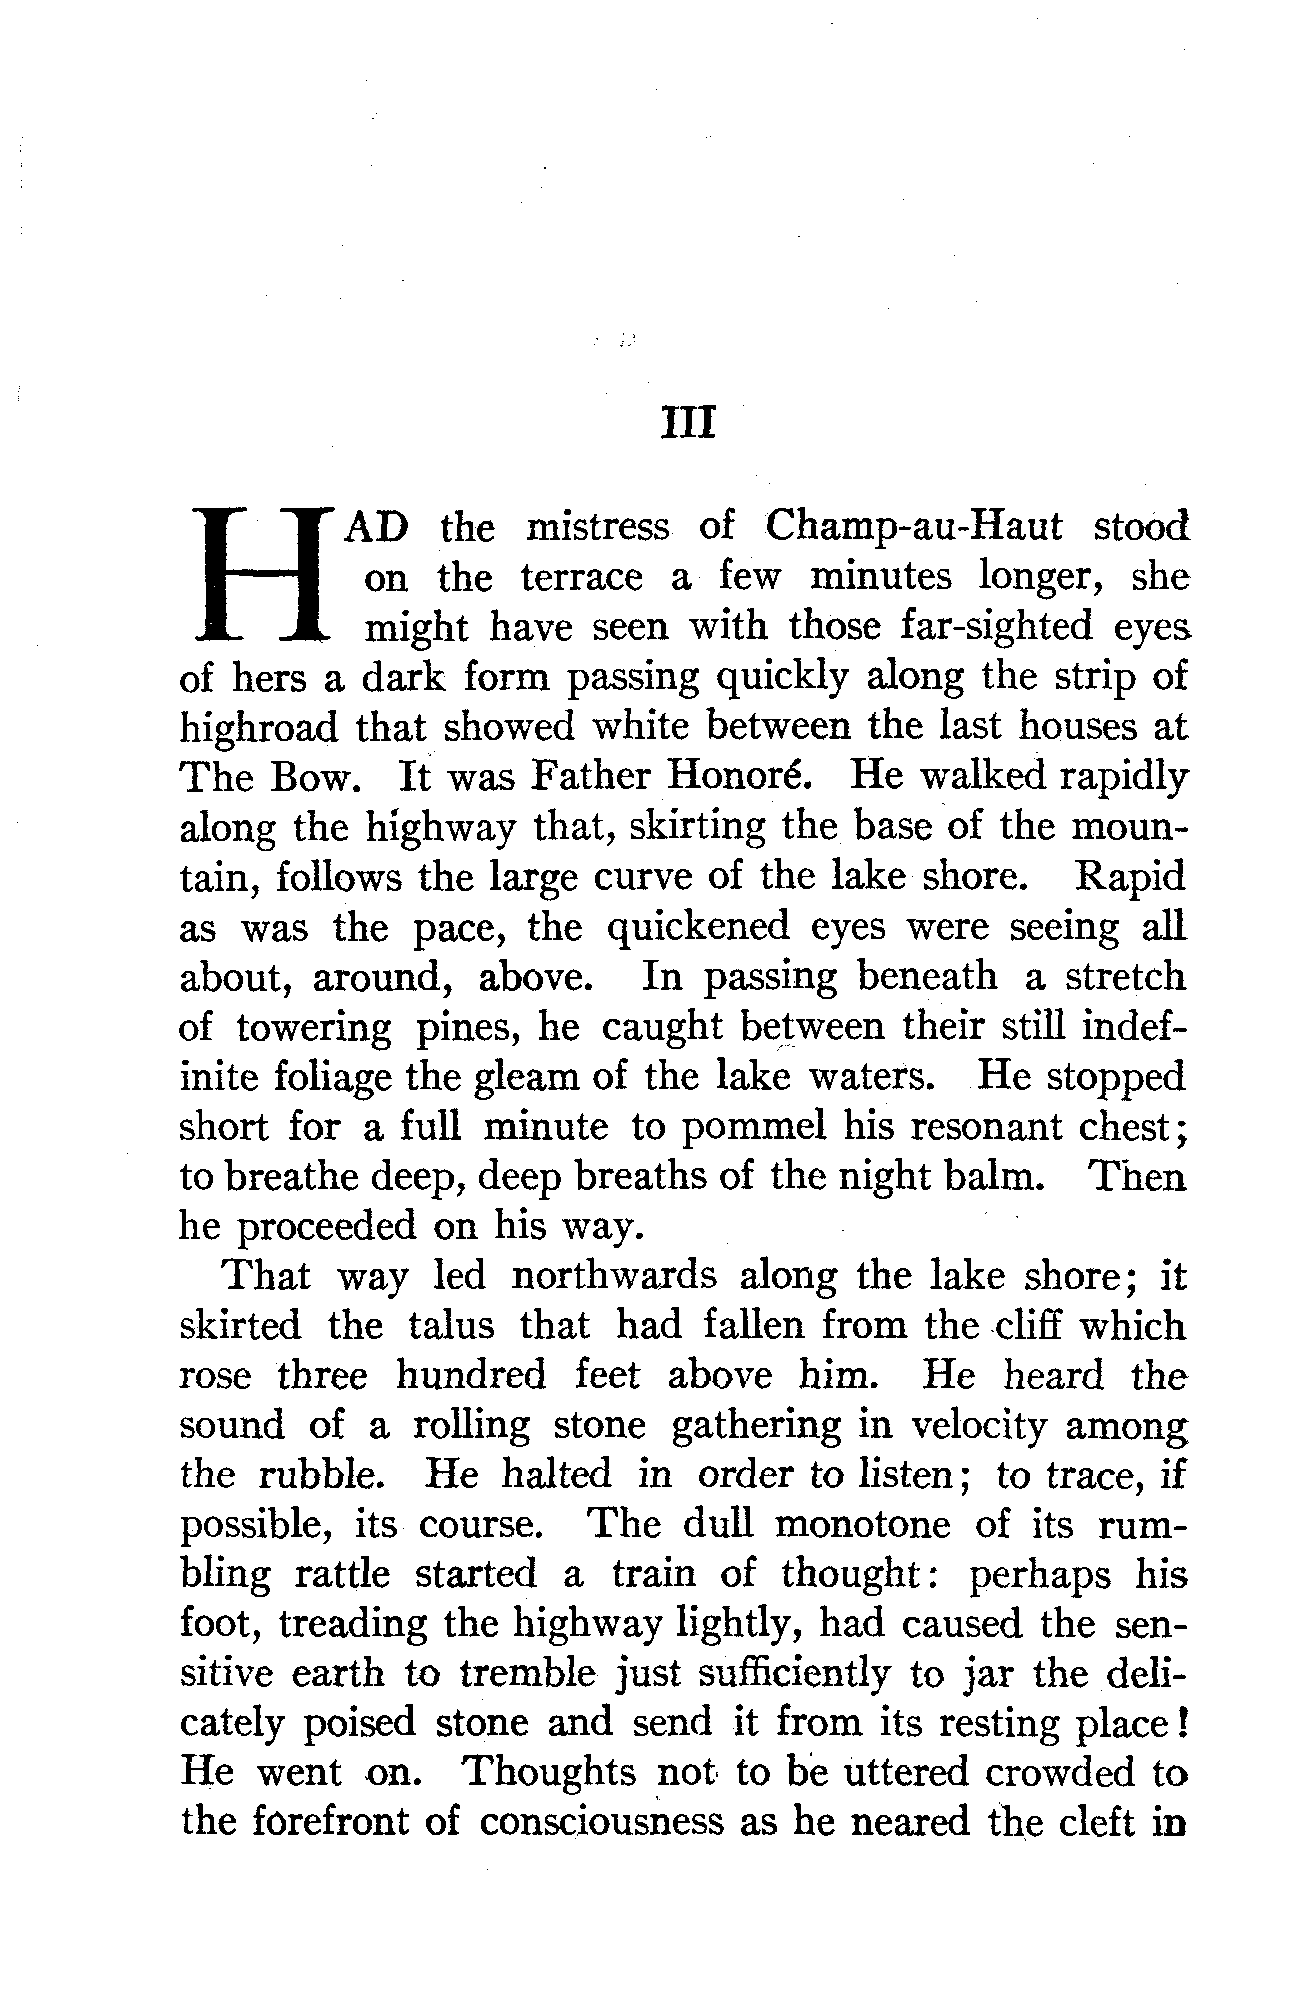 III
HAD the mistress of Champ-au-Haut stood
on the terrace a few minutes longer, she
might have seen with those far-sighted eyes
of hers a dark form passing quickly along the strip of
highroad that showed white between the last houses at
The Bow. It was Father Honoré. He walked rapidly
along the highway that, skirting the base of the moun-
tain, follows the large curve of the lake shore. Rapid
as was the pace, the quickened eyes were seeing all
about, around, above. In passing beneath a stretch
of towering pines, he caught between their still indef-
inite foliage the gleam of the lake waters. He stopped
short for a full minute to pommel his resonant chest;
to breathe deep, deep breaths of the night balm. Then
he proceeded on his way.
That way led northwards along the lake shore; it
skirted the talus that had fallen from the cliff which
rose three hundred feet above him. He heard the
sound of a rolling stone gathering in velocity among
the rubble. He halted in order to listen; to trace, if
possible, its course. The dull monotone of its rum-
bling rattle started a train of thought: perhaps his
foot, treading the highway lightly, had caused the sen-
sitive earth to tremble just sufficiently to jar the deli-
cately poised stone and send it from its resting place!
He went on. Thoughts not to be uttered crowded to
the forefront of consciousness as he neared the cleft in